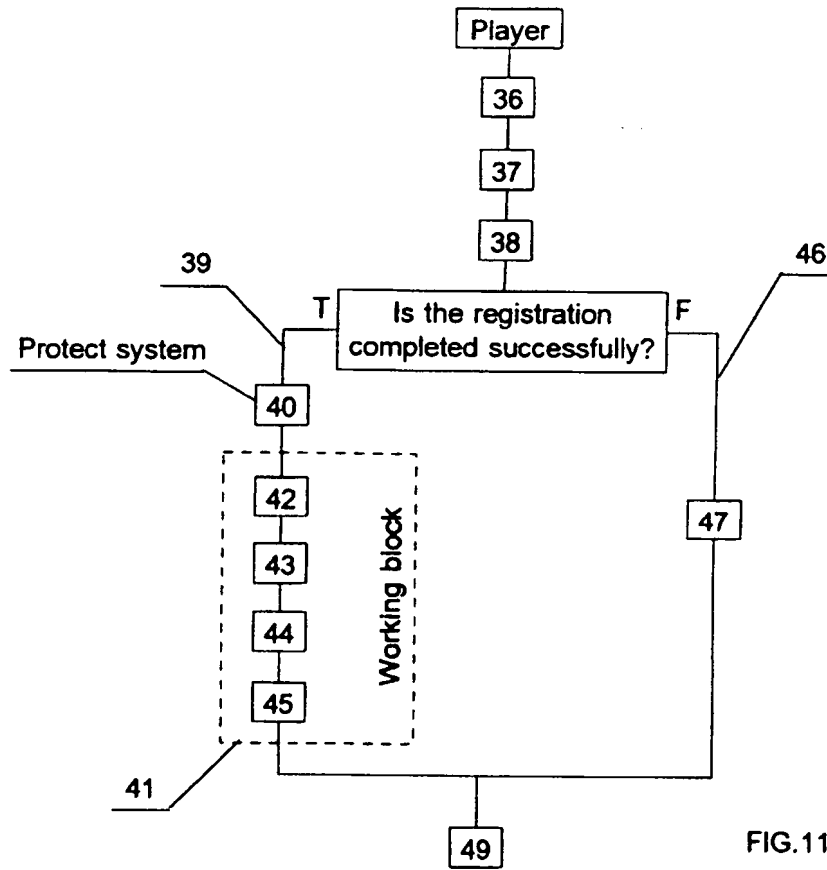 Player
36
37
38
39
46
T
Is the registration
completed successfully?
F
Protect system
40
42
47
43
Working block
44
45
41
49
FIG.11